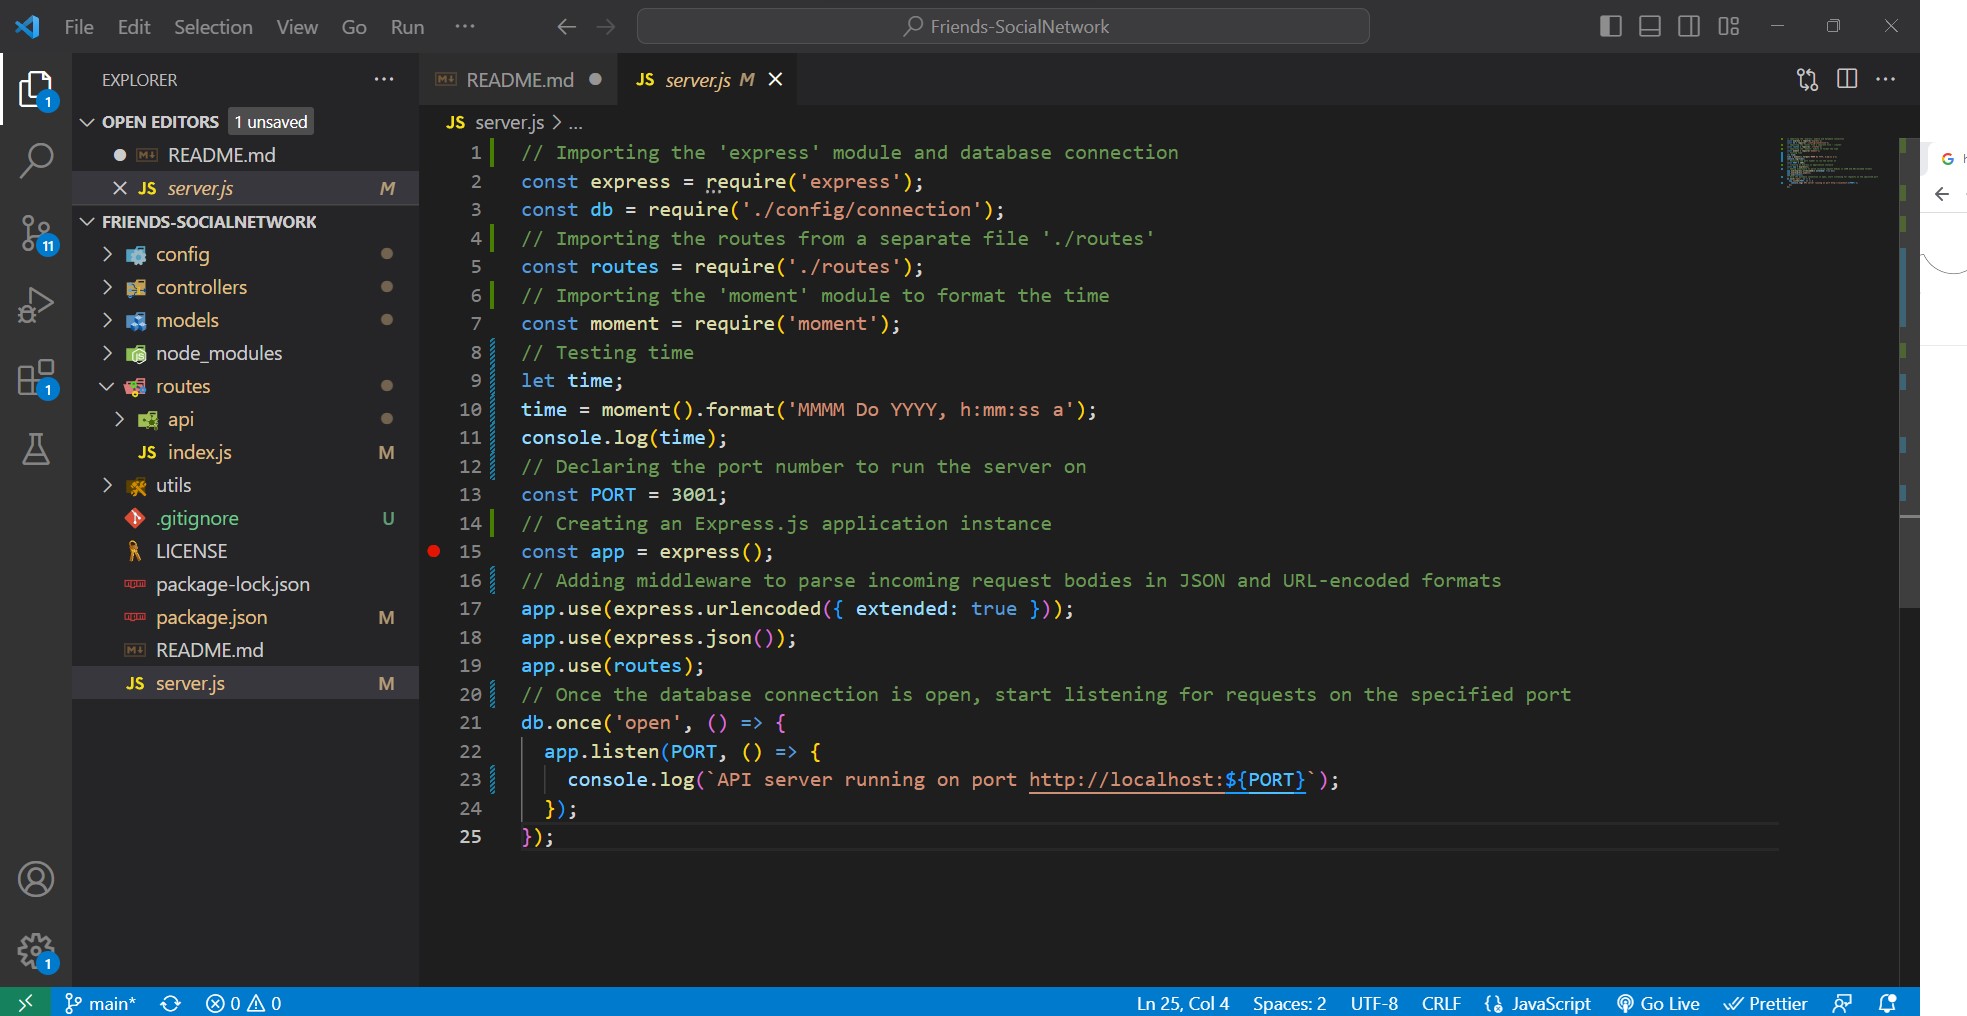 File Edit Selection View Go Run ...
Friends-SocialNetwork
EXPLORER
...
OPEN EDITORS 1 unsaved
M↓ README.md
JS server.js M
FRIENDS-SOCIALNETWORK
config
controllers
models
node_modules
routes
api
JS index.js M
utils
.gitignore U
LICENSE
package-lock.json
package.json M
README.md
JS server.js M
1
11
1
1
README.md JS server.js M
JS server.js > ...
1 // Importing the 'express' module and database connection
2 const express = require('express');
3 const db = require('./config/connection');
4 // Importing the routes from a separate file './routes'
5 const routes = require('./routes');
6 // Importing the 'moment' module to format the time
7 const moment = require('moment');
8 // Testing time
9 let time;
10 time = moment().format('MMMM Do YYYY, h:mm:ss a');
11 console.log(time);
12 // Declaring the port number to run the server on
13 const PORT = 3001;
14 // Creating an Express.js application instance
15 const app = express();
16 // Adding middleware to parse incoming request bodies in JSON and URL-encoded formats
17 app.use(express.urlencoded({ extended: true }));
18 app.use(express.json());
19 app.use(routes);
20 // Once the database connection is open, start listening for requests on the specified port
21 db.once('open', () => {
22 app.listen(PORT, () => {
23 console.log(`API server running on port http://localhost:${PORT}`);
24 });
25 });
main* 0 0 Ln 25, Col 4 Spaces: 2 UTF-8 CRLF JavaScript Go Live Prettier